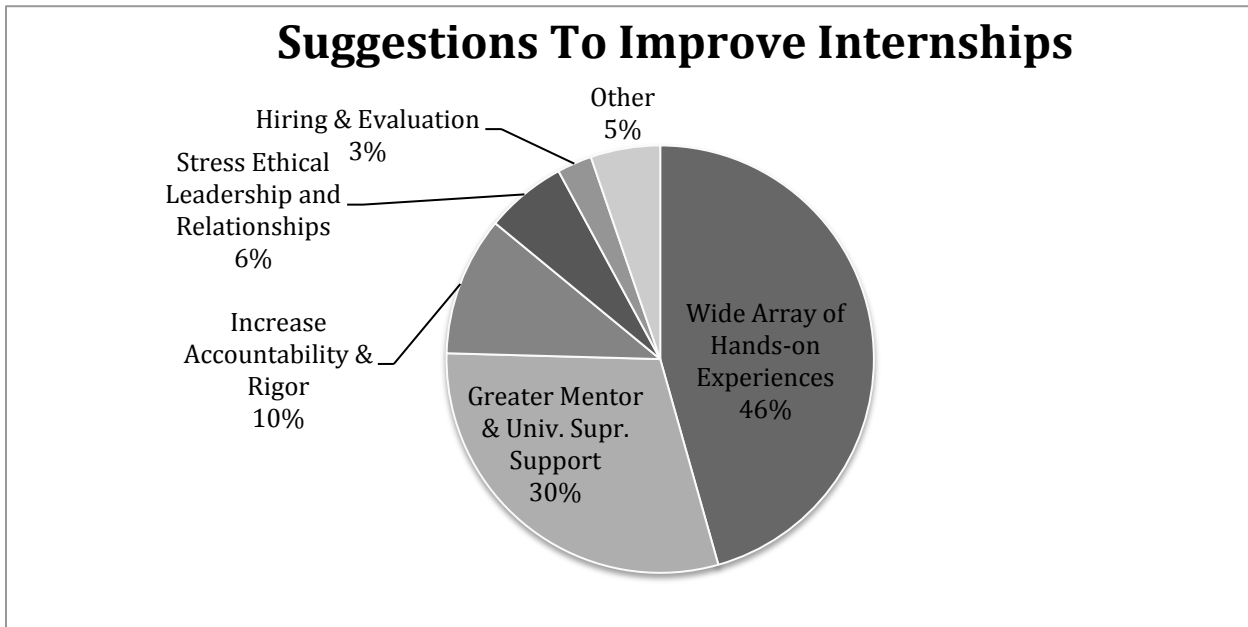 Suggestions To Improve Internships
Other
5%
Hiring & Evaluation
3%
Stress Ethical
Leadership and
Relationships
6%
Increase
Accountability &
Rigor
10%
Greater Mentor
& Univ. Supr.
Support
30%
Wide Array of
Hands-on
Experiences
46%